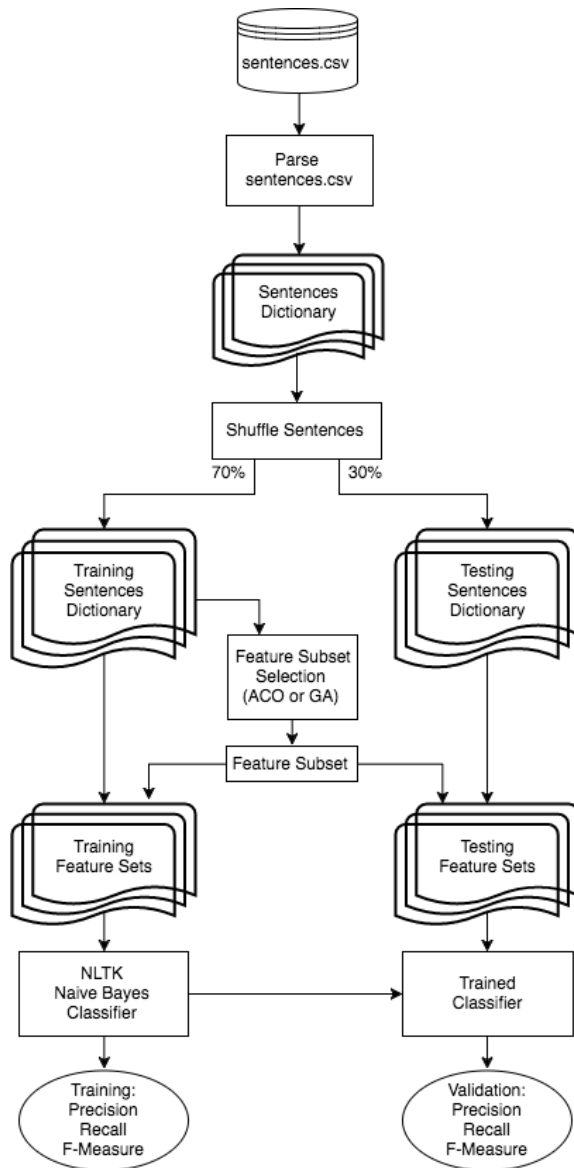 sentences.csv
Parse
sentences.csv
Sentences
Dictionary
Shuffle Sentences
70%
30%
Training
Sentences
Dictionary
Testing
Sentences
Dictionary
Feature Subset
Selection
(ACO or GA)
Feature Subset
Training
Feature Sets
Testing
Feature Sets
NLTK
Naive Bayes
Classifier
Trained
Classifier
Training:
Precision
Recall
F-Measure
Validation:
Precision
Recall
F-Measure